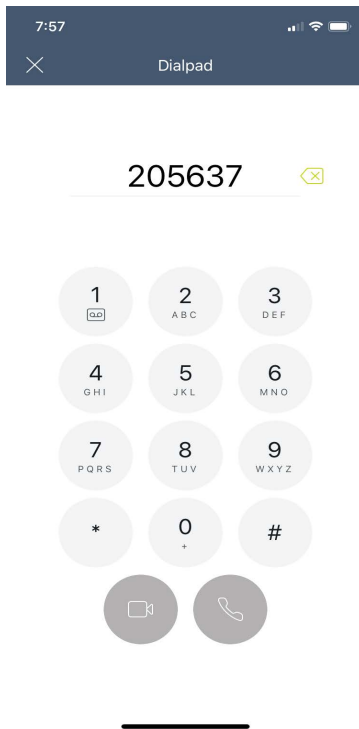 7:57
Dialpad
205637
1 2 3
ABC DEF
4 5 6
GHI JKL MNO
7 8 9
PQRS TUV WXYZ
* 0 #
+